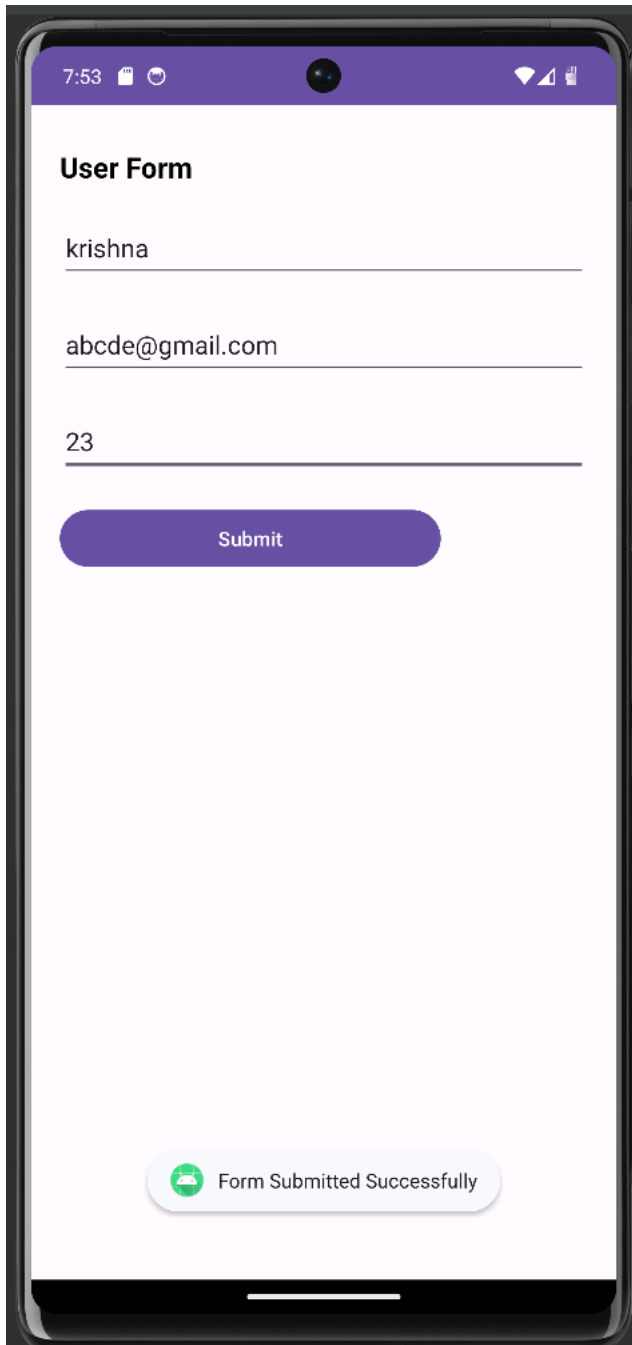 7:53
User Form
krishna
abcde@gmail.com
23
Submit
Form Submitted Successfully